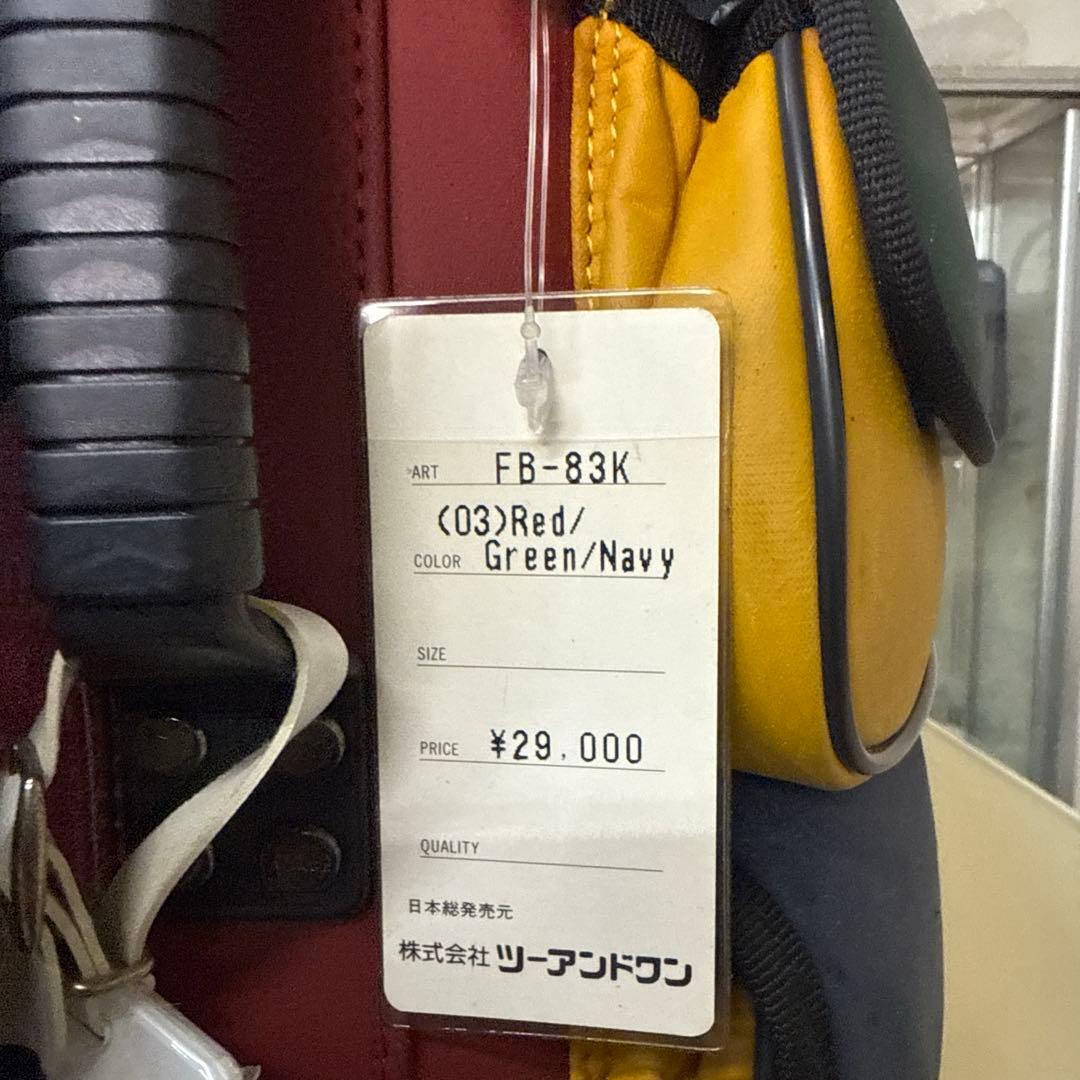 ART FB-83K
(03)Red/
COLOR Green/Navy
SIZE
PRICE ¥29,000
QUALITY
日本総発売元
株式会社 ツーアンドワン